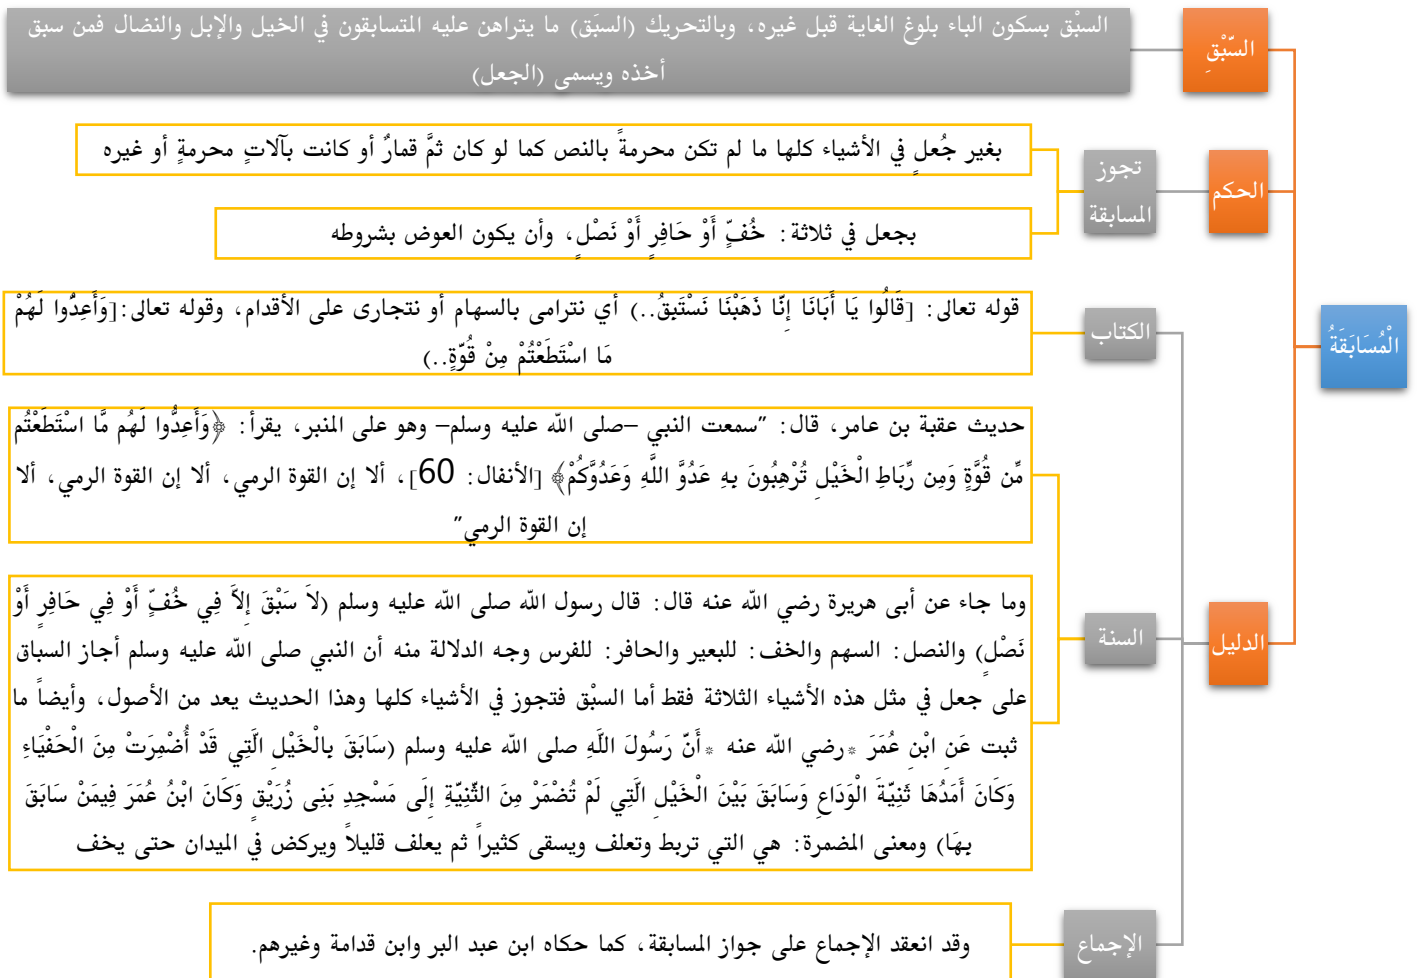 الْمُسَابَقَةُ
السّبْقِ
السبْق بسكون الباء بلوغ الغاية قبل غيره، وبالتحريك (السبَق) ما يتراهن عليه المتسابقون في الخيل والإبل والنضال فمن سبق
أخذه ويسمى (الجعل)
الحكم
تجوز
المسابقة
بغير جُعلٍ في الأشياء كلها ما لم تكن محرمةً بالنص كما لو كان ثمَّ قمارٌ أو كانت بآلاتٍ محرمةٍ أو غيره
بجعل في ثلاثة: خُفٍّ أَوْ حَافِرٍ أَوْ نَصْلٍ، وأن يكون العوض بشروطه
الدليل
الكتاب
قوله تعالى: [قَالُوا يَا أَبَانَا إِنَّا ذَهَبْنَا نَسْتَبِقُ..) أي نترامى بالسهام أو نتجارى على الأقدام، وقوله تعالى:[وَأَعِدُّوا لَهُمْ
مَا اسْتَطَعْتُمْ مِنْ قُوّةٍ..)
السنة
حديث عقبة بن عامر، قال: "سمعت النبي –صلى الله عليه وسلم– وهو على المنبر، يقرأ: ﴿وَأَعِدُّوا لَهُم مَّا اسْتَطَعْتُم
مِّن قُوَّةٍ وَمِن رِّبَاطِ الْخَيْلِ تُرْهِبُونَ بِهِ عَدُوَّ اللَّهِ وَعَدُوَّكُمْ﴾ [الأنفال: 60]، ألا إن القوة الرمي، ألا إن القوة الرمي، ألا
إن القوة الرمي"
وما جاء عن أبى هريرة رضي الله عنه قال: قال رسول الله صلى الله عليه وسلم (لاَ سَبْقَ إِلاَّ فِي خُفٍّ أَوْ فِي حَافِرٍ أَوْ
نَصْلٍ) والنصل: السهم والخف: للبعير والحافر: للفرس وجه الدلالة منه أن النبي صلى الله عليه وسلم أجاز السباق
على جعل في مثل هذه الأشياء الثلاثة فقط أما السبْق فتجوز في الأشياء كلها وهذا الحديث يعد من الأصول، وأيضاً ما
ثبت عَنِ ابْنِ عُمَرَ *رضي الله عنه *أَنّ رَسُولَ اللَّهِ صلى الله عليه وسلم (سَابَقَ بِالْخَيْلِ الَّتِي قَدْ أُضْمِرَتْ مِنَ الْحَفْيَاءِ
وَكَانَ أَمَدُهَا ثَنِيّةَ الْوَدَاعِ وَسَابَقَ بَيْنَ الْخَيْلِ الَّتِي لَمْ تُضْمَرْ مِنَ الثّنِيّةِ إِلَى مَسْجِدِ بَنِى زُرَيْقٍ وَكَانَ ابْنُ عُمَرَ فِيمَنْ سَابَقَ
بِهَا) ومعنى المضمرة: هي التي تربط وتعلف ويسقى كثيراً ثم يعلف قليلاً ويركض في الميدان حتى يخف
الإجماع
وقد انعقد الإجماع على جواز المسابقة، كما حكاه ابن عبد البر وابن قدامة وغيرهم.